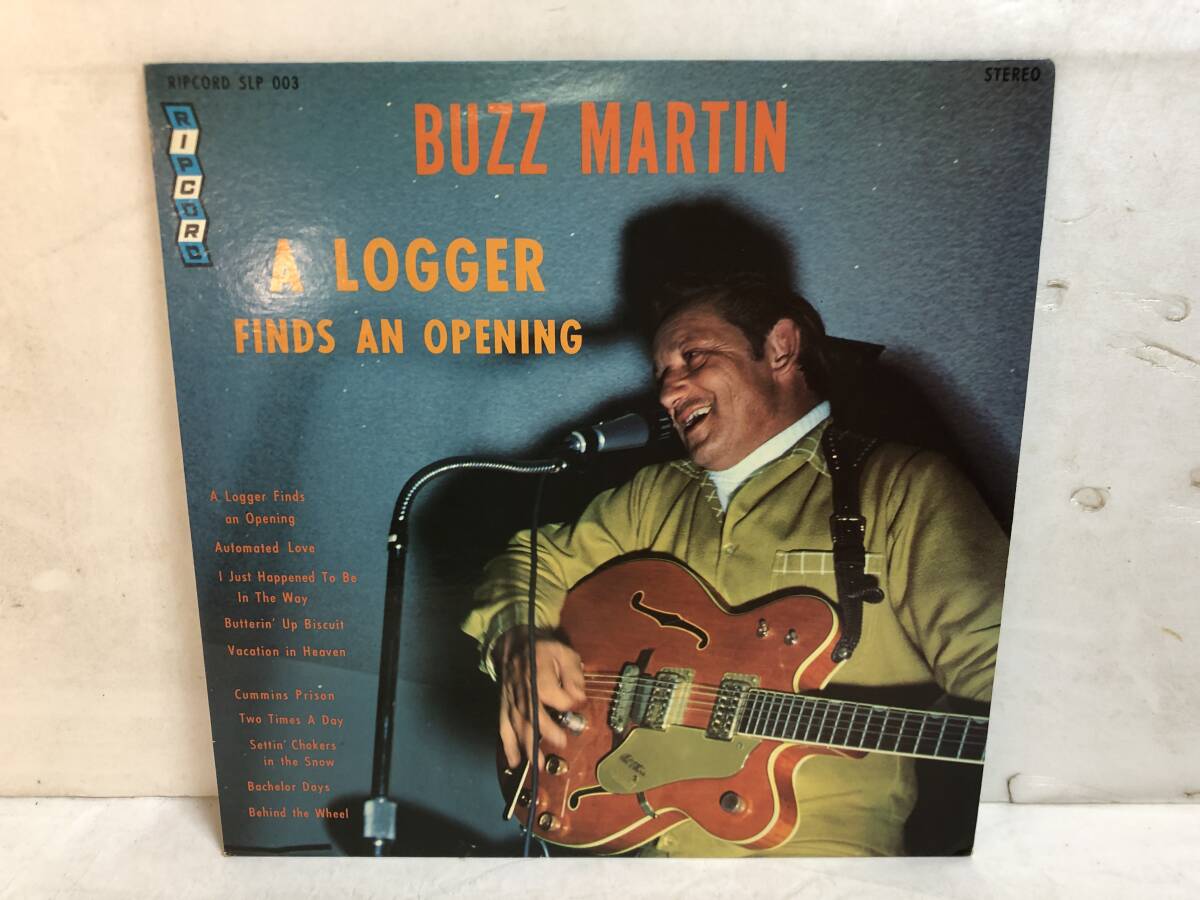 RIPCORD SLP 003
STEREO
RIPCORD
BUZZ MARTIN
A LOGGER
FINDS AN OPENING
A Logger Finds
an Opening
Automated Love
I Just Happened To Be
In The Way
Butterin' Up Biscuit
Vacation in Heaven
Cummins Prison
Two Times A Day
Settin' Chokers
in the Snow
Bachelor Days
Behind the Wheel